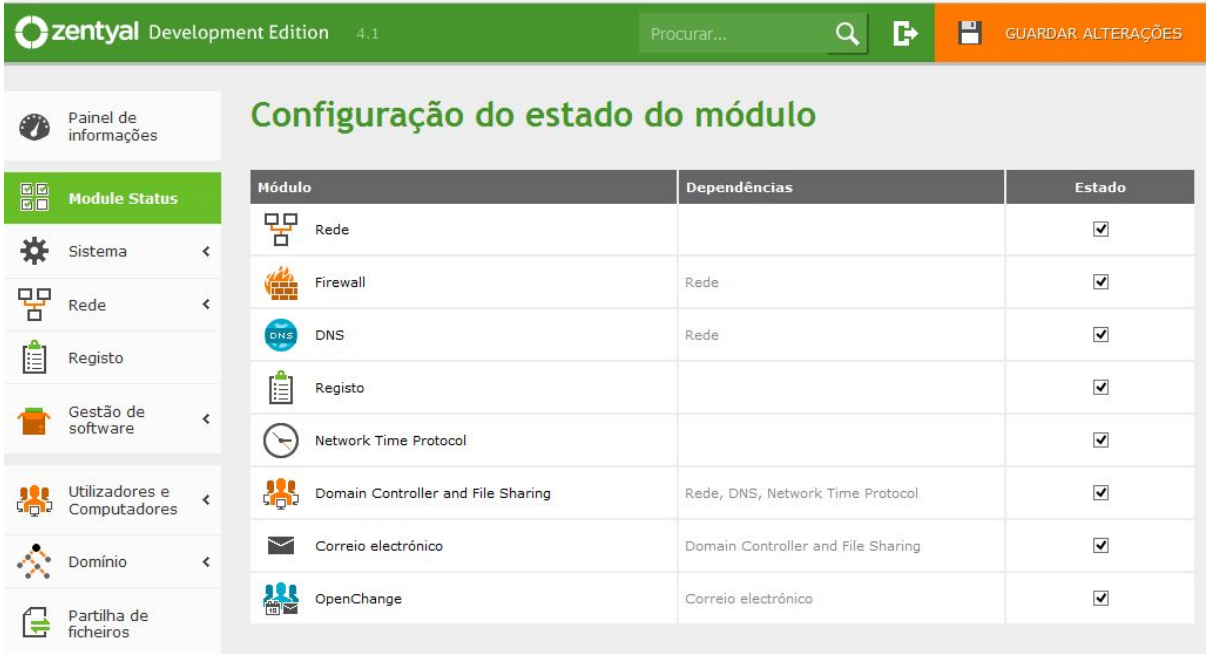 zentyal Development Edition 4.1
Procurar...
GUARDAR ALTERAÇÕES
Painel de
informações
Module Status
Sistema
Rede
Registo
Gestão de
software
Utilizadores e
Computadores
Domínio
Partilha de
ficheiros
Configuração do estado do módulo
Módulo Dependências Estado
Rede
Firewall Rede
DNS DNS Rede
Registo
Network Time Protocol
Domain Controller and File Sharing Rede, DNS, Network Time Protocol
Correio electrónico Domain Controller and File Sharing
10 OpenChange Correio electrónico